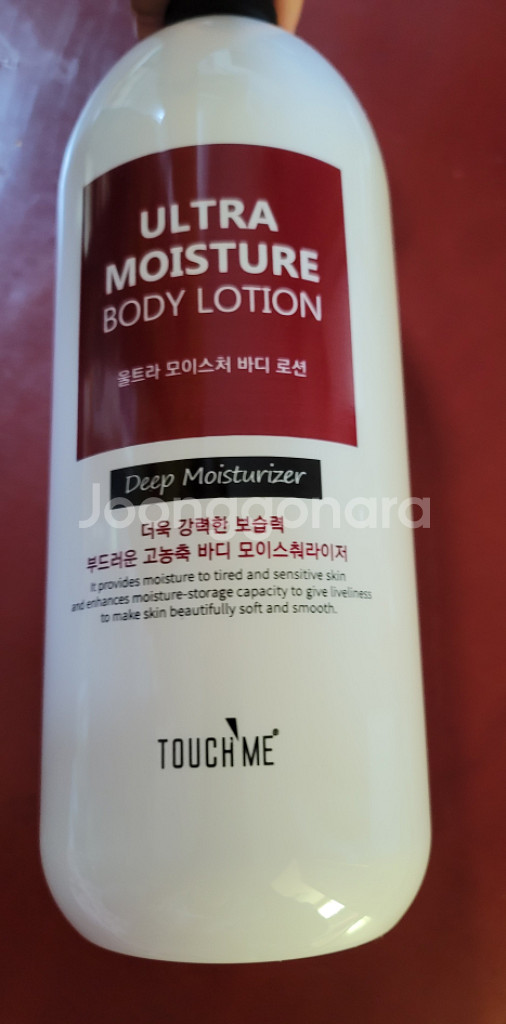 ULTRA
MOISTURE
BODY LOTION
울트라 모이스처 바디 로션
Deep Moisturizer
Joonggonara
더욱 강력한 보습력
부드러운 고농축 바디 모이스춰라이저
It provides moisture to tired and sensitive skin
and enhances moisture-storage capacity to give liveliness
to make skin beautifully soft and smooth.
TOUCH ME®